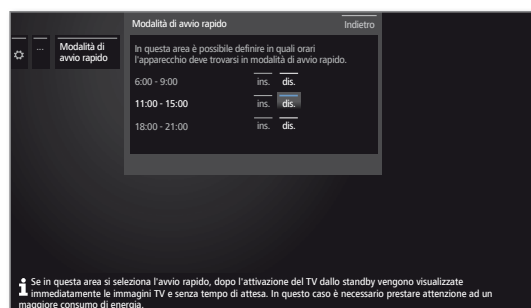 Modalità di avvio rapido
Indietro
...
Modalità di
avvio rapido
In questa area è possibile definire in quali orari
l'apparecchio deve trovarsi in modalità di avvio rapido.
6:00 - 9:00 ins. dis.
11:00 - 15:00 ins. dis.
18:00 - 21:00 ins. dis.
Se in questa area si seleziona l'avvio rapido, dopo l'attivazione del TV dallo standby vengono visualizzate
immediatamente le immagini TV e senza tempo di attesa. In questo caso è necessario prestare attenzione ad un
maggiore consumo di energia.